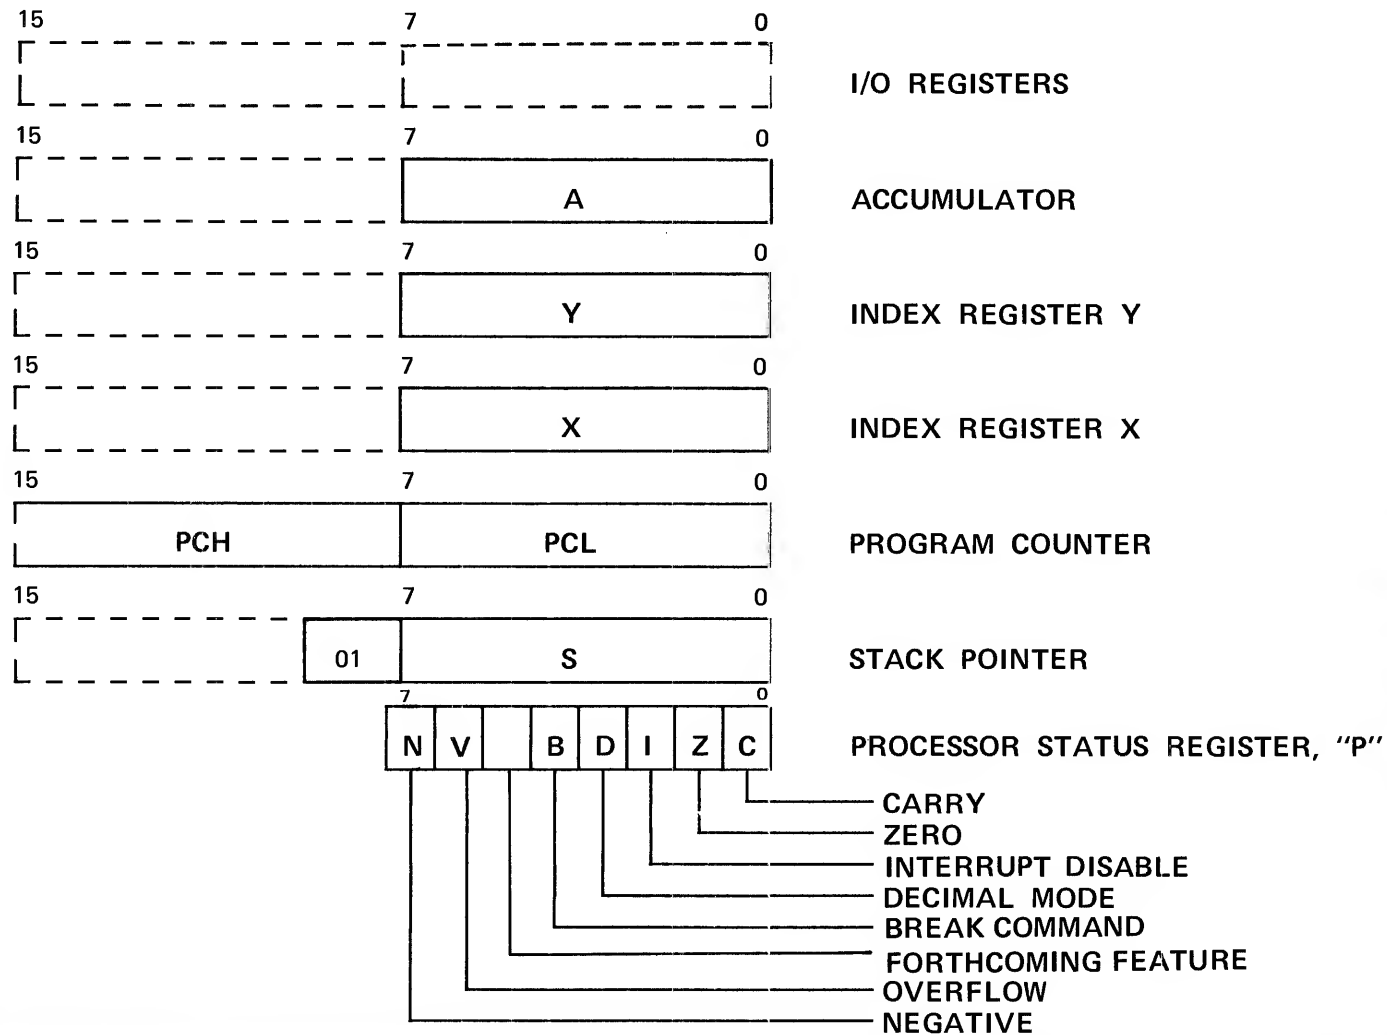 15 7 0
I/O REGISTERS
15 7 0
A ACCUMULATOR
15 7 0
Y INDEX REGISTER Y
15 7 0
X INDEX REGISTER X
15 7 0
PCH PCL PROGRAM COUNTER
15 7 0
01 S STACK POINTER
7 0
N V B D I Z C PROCESSOR STATUS REGISTER, "P"
CARRY
ZERO
INTERRUPT DISABLE
DECIMAL MODE
BREAK COMMAND
FORTHCOMING FEATURE
OVERFLOW
NEGATIVE